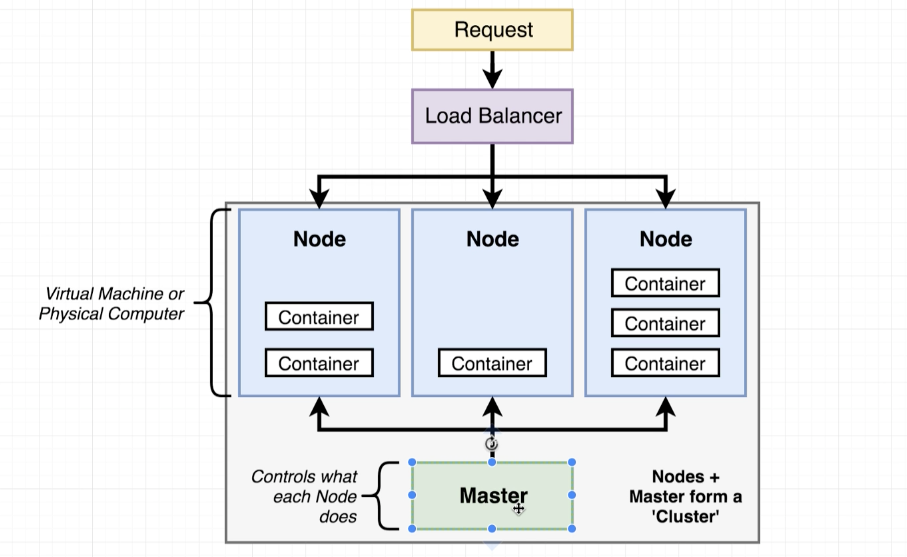 Request
Load Balancer
Node
Node
Node
Container
Container
Container
Container
Container
Container
Virtual Machine or
Physical Computer
Controls what
each Node
does
Master
Nodes +
Master form a
'Cluster'